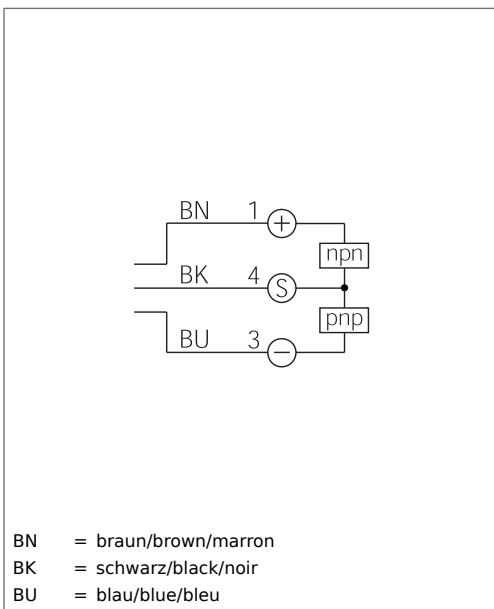 BN 1 +
npn
BK 4 S
pnp
BU 3 −
BN = braun/brown/marron
BK = schwarz/black/noir
BU = blau/blue/bleu